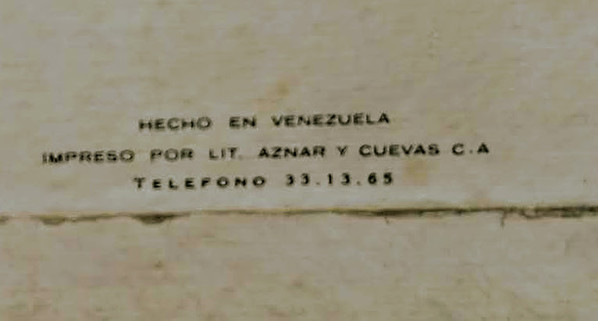 HECHO EN VENEZUELA
IMPRESO POR LIT. AZNAR Y CUEVAS C.A
TELEFONO 33.13.65